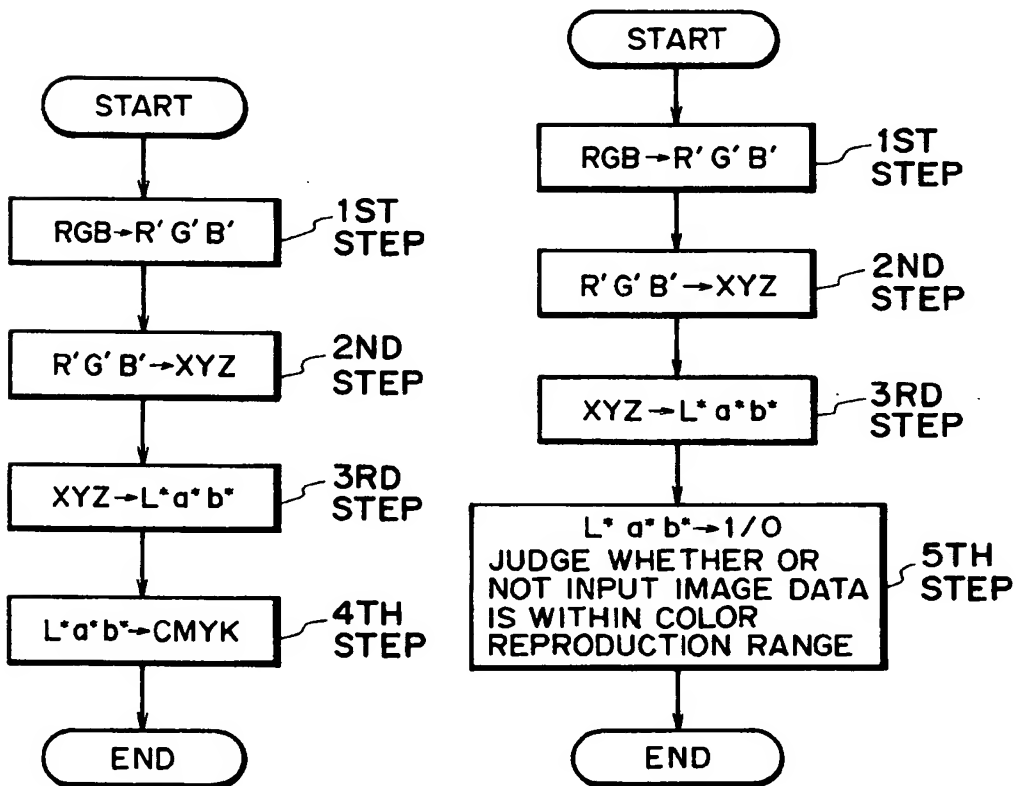 START
RGB→R' G' B'
1ST
STEP
R' G' B'→XYZ
2ND
STEP
XYZ→L* a* b*
3RD
STEP
L* a* b*→CMYK
4TH
STEP
END
START
RGB→R' G' B'
1ST
STEP
R' G' B'→XYZ
2ND
STEP
XYZ→L* a* b*
3RD
STEP
L* a* b*→1/0
JUDGE WHETHER OR
NOT INPUT IMAGE DATA
IS WITHIN COLOR
REPRODUCTION RANGE
5TH
STEP
END